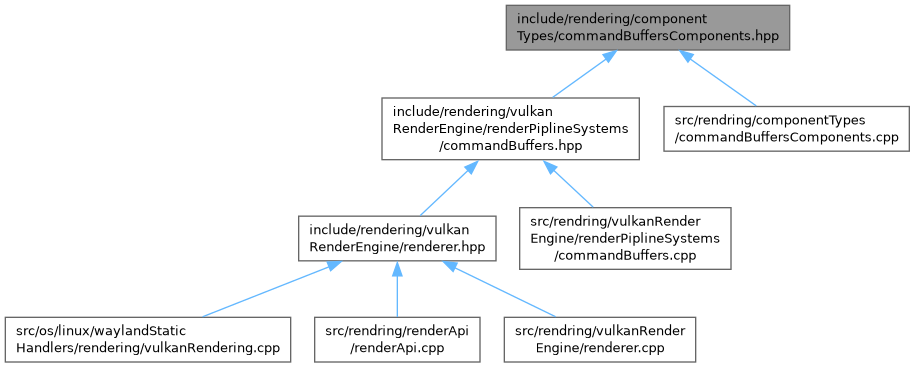 include/rendering/component
Types/commandBuffersComponents.hpp
include/rendering/vulkan
RenderEngine/renderPiplineSystems
/commandBuffers.hpp
src/rendring/componentTypes
/commandBuffersComponents.cpp
include/rendering/vulkan
RenderEngine/renderer.hpp
src/rendring/vulkanRender
Engine/renderPiplineSystems
/commandBuffers.cpp
src/os/linux/waylandStatic
Handlers/rendering/vulkanRendering.cpp
src/rendring/renderApi
/renderApi.cpp
src/rendring/vulkanRender
Engine/renderer.cpp